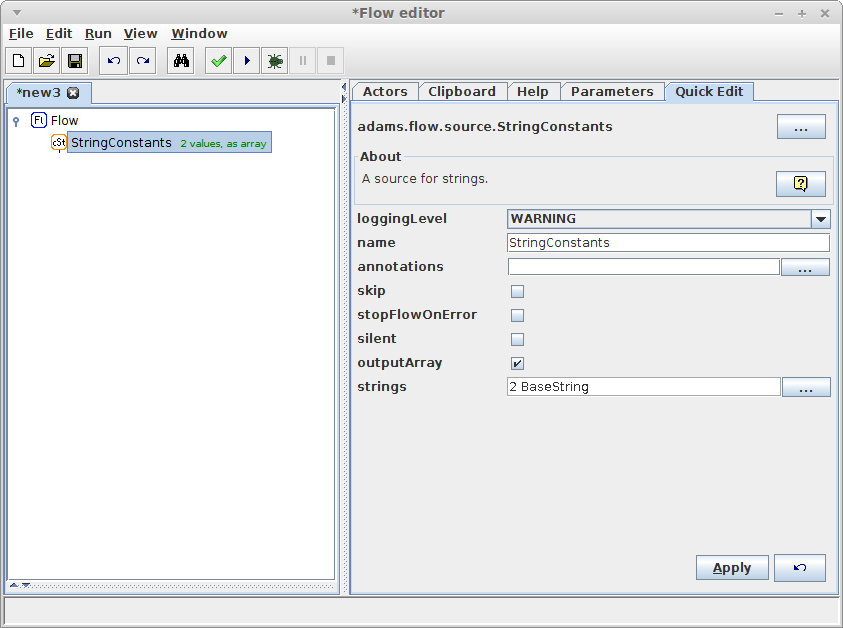 *Flow editor
File Edit Run View Window
*new3
Actors Clipboard Help Parameters Quick Edit
Fl Flow
cSt StringConstants 2 values, as array
adams.flow.source.StringConstants ...
About
A source for strings.
?
loggingLevel WARNING
name StringConstants
annotations ...
skip
stopFlowOnError
silent
outputArray
strings 2 BaseString ...
Apply